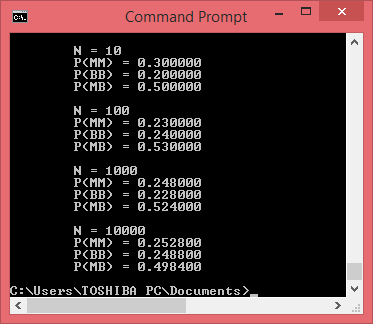 Command Prompt
N = 10
P(MM) = 0.300000
P(BB) = 0.200000
P(MB) = 0.500000
N = 100
P(MM) = 0.230000
P(BB) = 0.240000
P(MB) = 0.530000
N = 1000
P(MM) = 0.248000
P(BB) = 0.228000
P(MB) = 0.524000
N = 10000
P(MM) = 0.252800
P(BB) = 0.248800
P(MB) = 0.498400
C:\Users\TOSHIBA PC\Documents>_